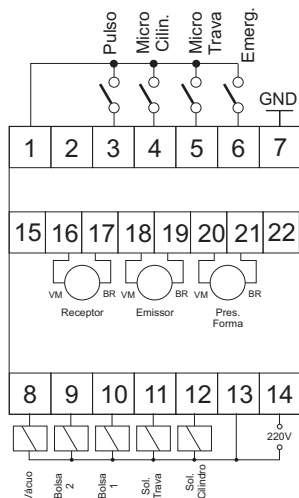 Pulso
Micro
Cilin.
Micro
Trava
Emerg.
GND
1 2 3 4 5 6 7
15 16 17 18 19 20 21 22
VM BR VM BR VM BR
Receptor
Emissor
Pres.
Forma
8 9 10 11 12 13 14
220V
Vácuo
Bolsa
2
Bolsa
1
Sol.
Trava
Sol.
Cilindro